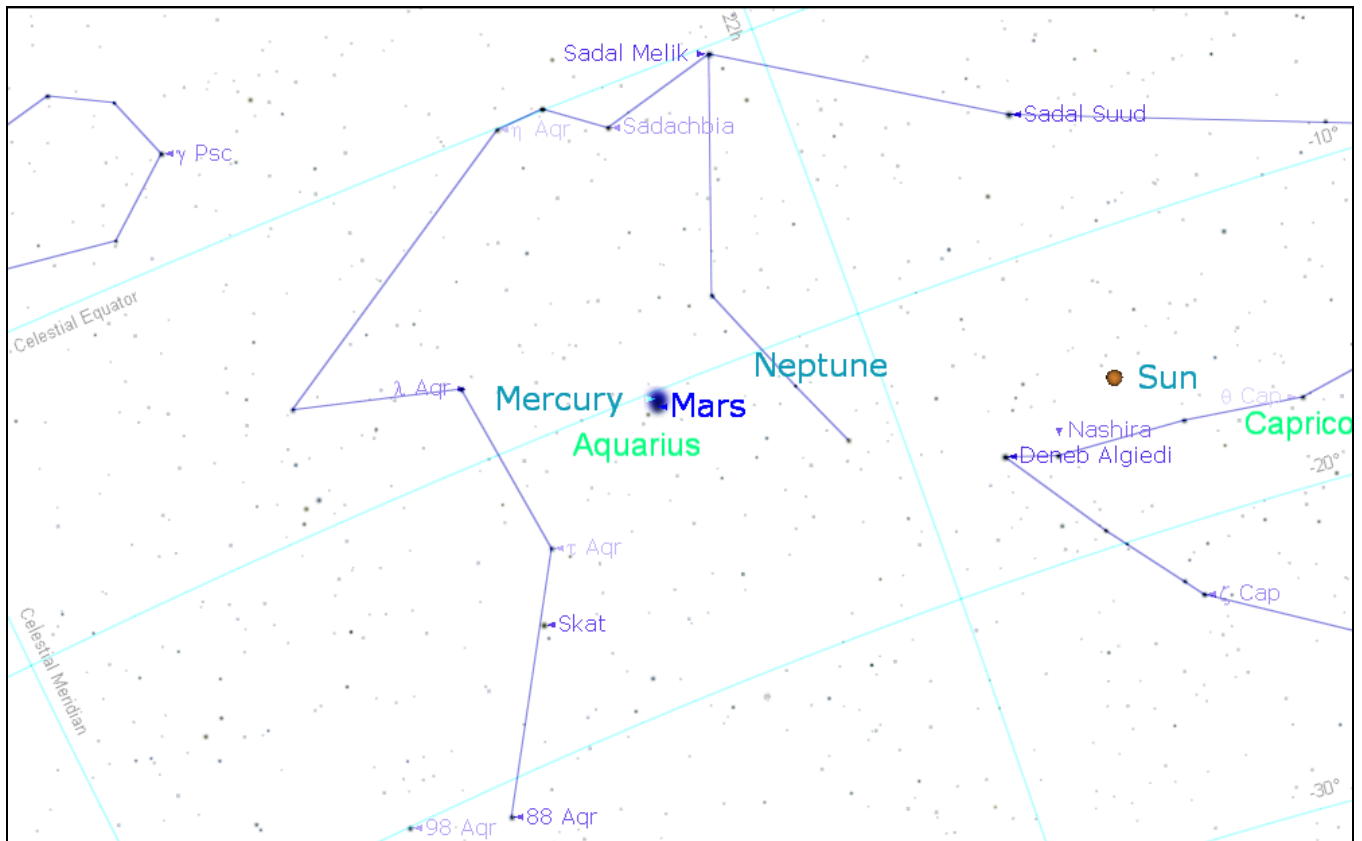 22h
Sadal Melik
Sadal Suud
η Aqr
Sadachbia
-10°
γ Psc
Celestial Equator
Neptune
Sun
λ Aqr
Mercury
Mars
θ Cap
Aquarius
Nashira
Caprico
Deneb Algiedi
-20°
τ Aqr
ζ Cap
Skat
Celestial Meridian
-30°
88 Aqr
98 Aqr